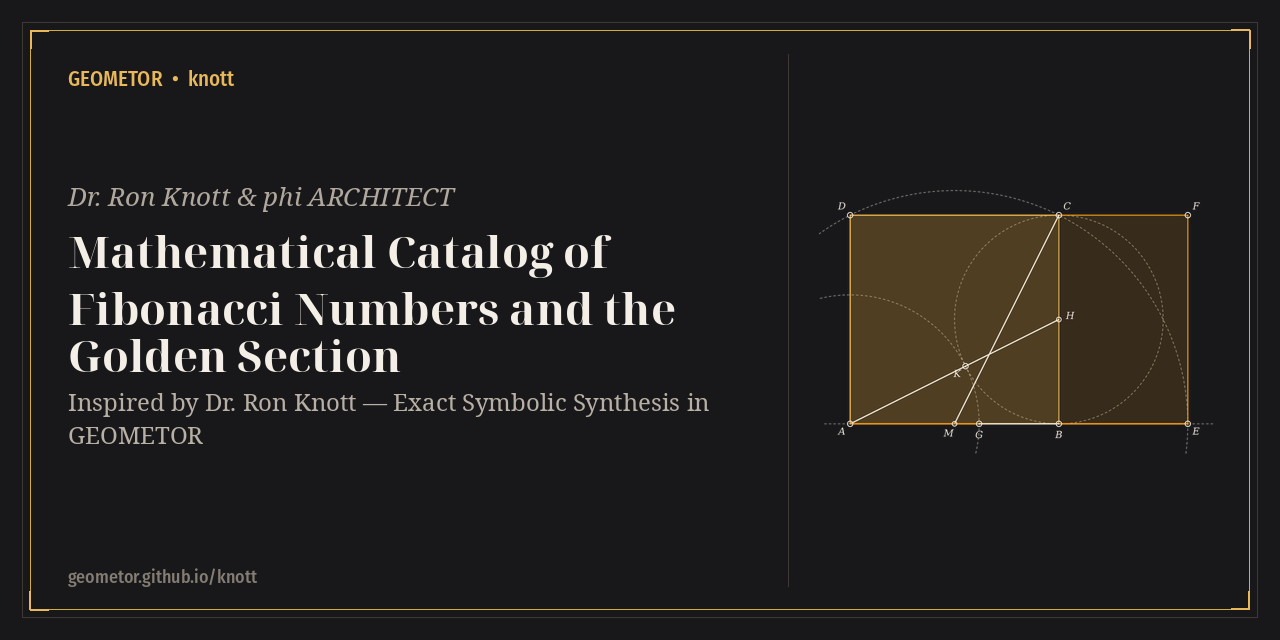 GEOMETOR • knott
Dr. Ron Knott & phi ARCHITECT
Mathematical Catalog of
Fibonacci Numbers and the
Golden Section
Inspired by Dr. Ron Knott — Exact Symbolic Synthesis in
GEOMETOR
geometor.github.io/knott
D
C
F
H
K
A
M
G
B
E